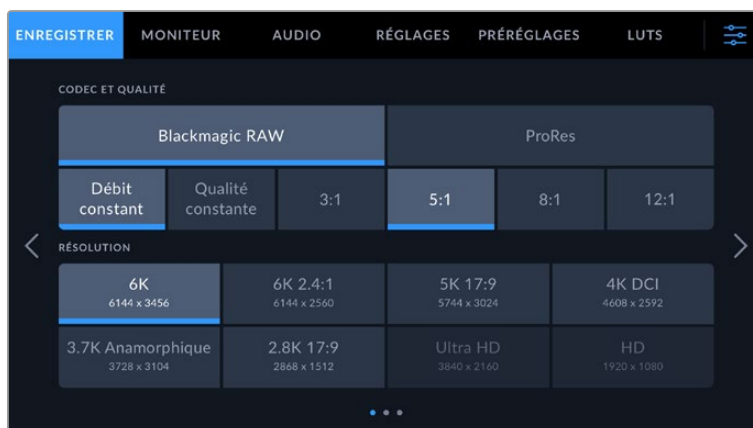 ENREGISTRER MONITEUR AUDIO RÉGLAGES PRÉRÉGLAGES LUTS
CODEC ET QUALITÉ
Blackmagic RAW ProRes
Débit constant Qualité constante 3:1 5:1 8:1 12:1
RÉSOLUTION
6K 6K 2.4:1 5K 17:9 4K DCI
6144 x 3456 6144 x 2560 5744 x 3024 4608 x 2592
3.7K Anamorphique 2.8K 17:9 Ultra HD HD
3728 x 3104 2868 x 1512 3840 x 2160 1920 x 1080